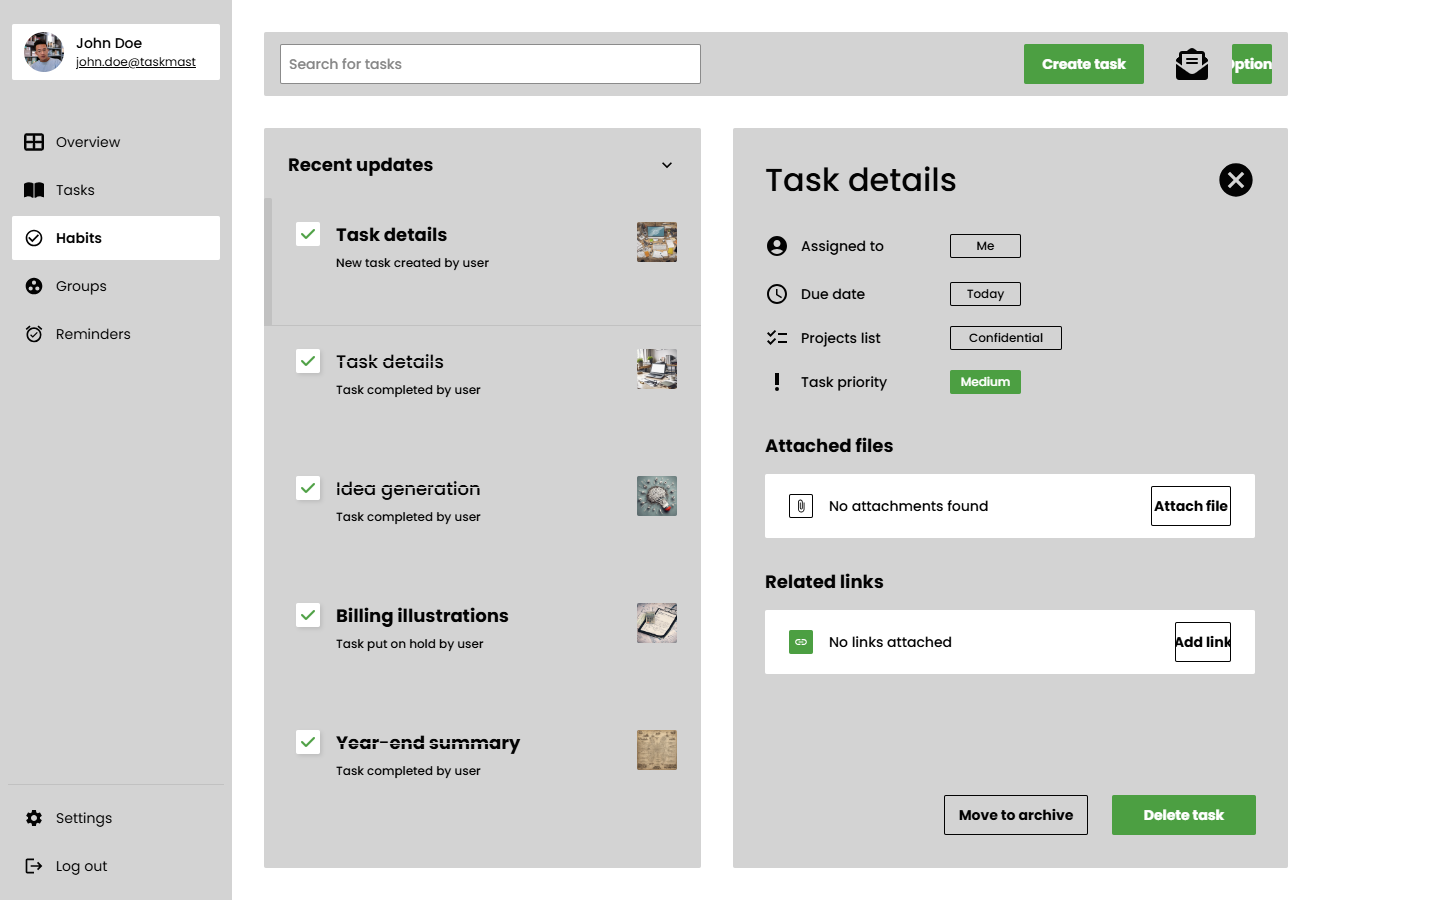 John Doe
john.doe@taskmast
Overview
Tasks
Habits
Groups
Reminders
Settings
Log out
Search for tasks
Create task
Option
Recent updates
Task details
New task created by user
Task details
Task completed by user
Idea generation
Task completed by user
Billing illustrations
Task put on hold by user
Year-end summary
Task completed by user
Task details
Assigned to
Me
Due date
Today
Projects list
Confidential
Task priority
Medium
Attached files
No attachments found
Attach file
Related links
No links attached
Add link
Move to archive
Delete task